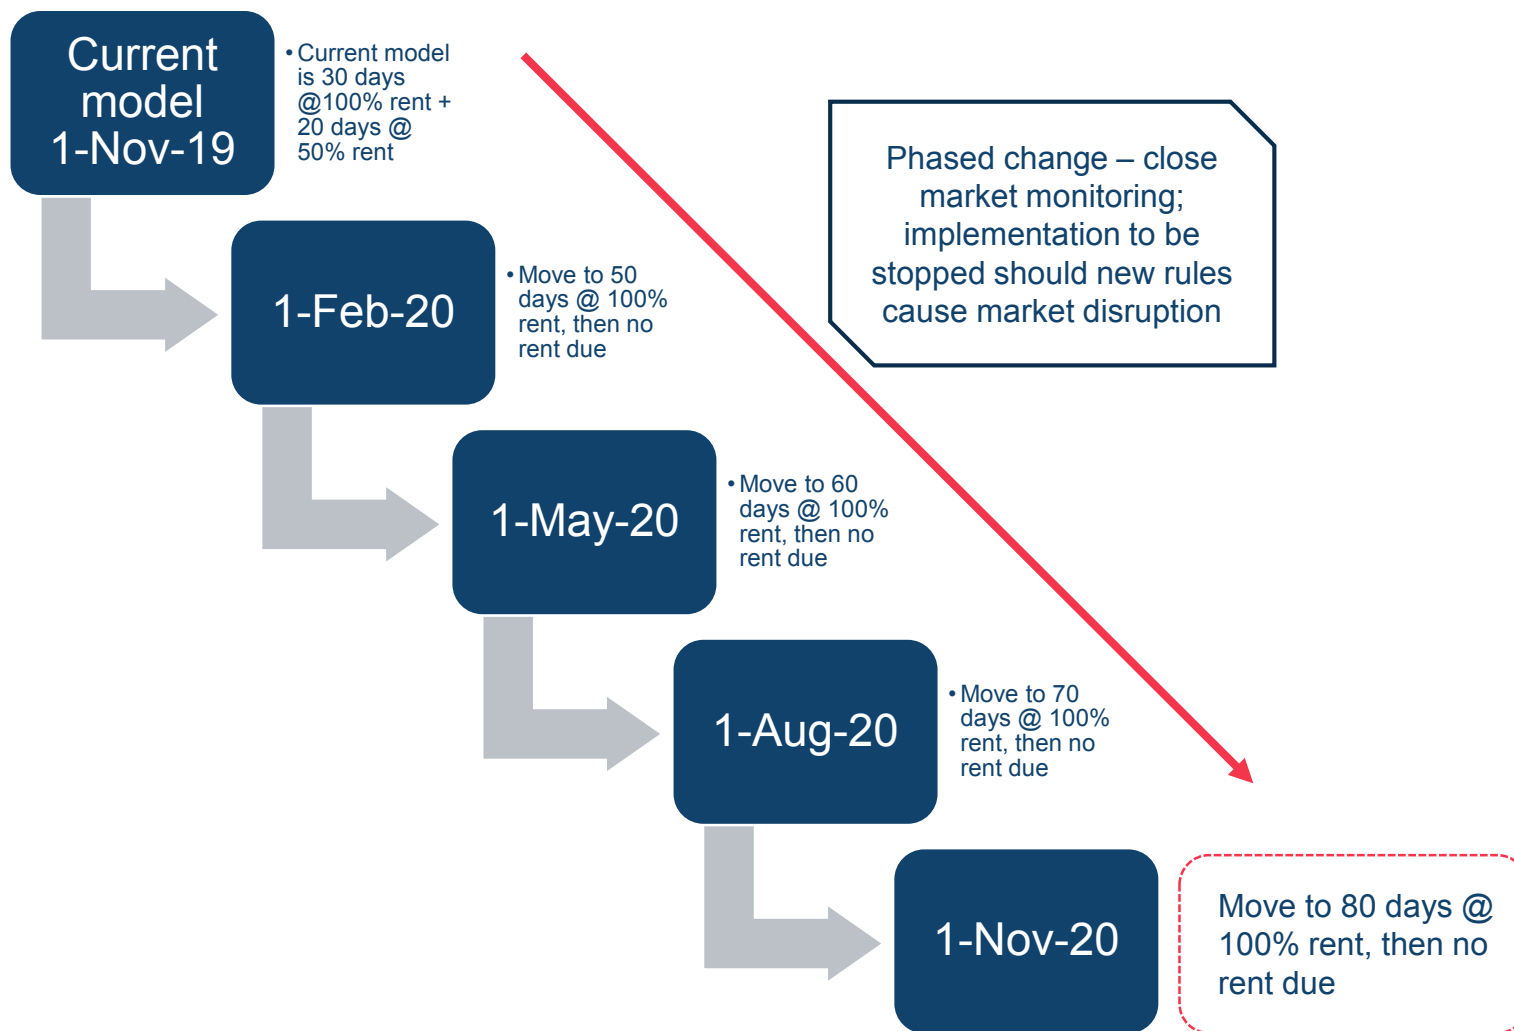 Current
model
1-Nov-19
• Current model
is 30 days
@100% rent +
20 days @
50% rent
Phased change – close
market monitoring;
implementation to be
stopped should new rules
cause market disruption
1-Feb-20
• Move to 50
days @ 100%
rent, then no
rent due
1-May-20
• Move to 60
days @ 100%
rent, then no
rent due
1-Aug-20
• Move to 70
days @ 100%
rent, then no
rent due
1-Nov-20
Move to 80 days @
100% rent, then no
rent due